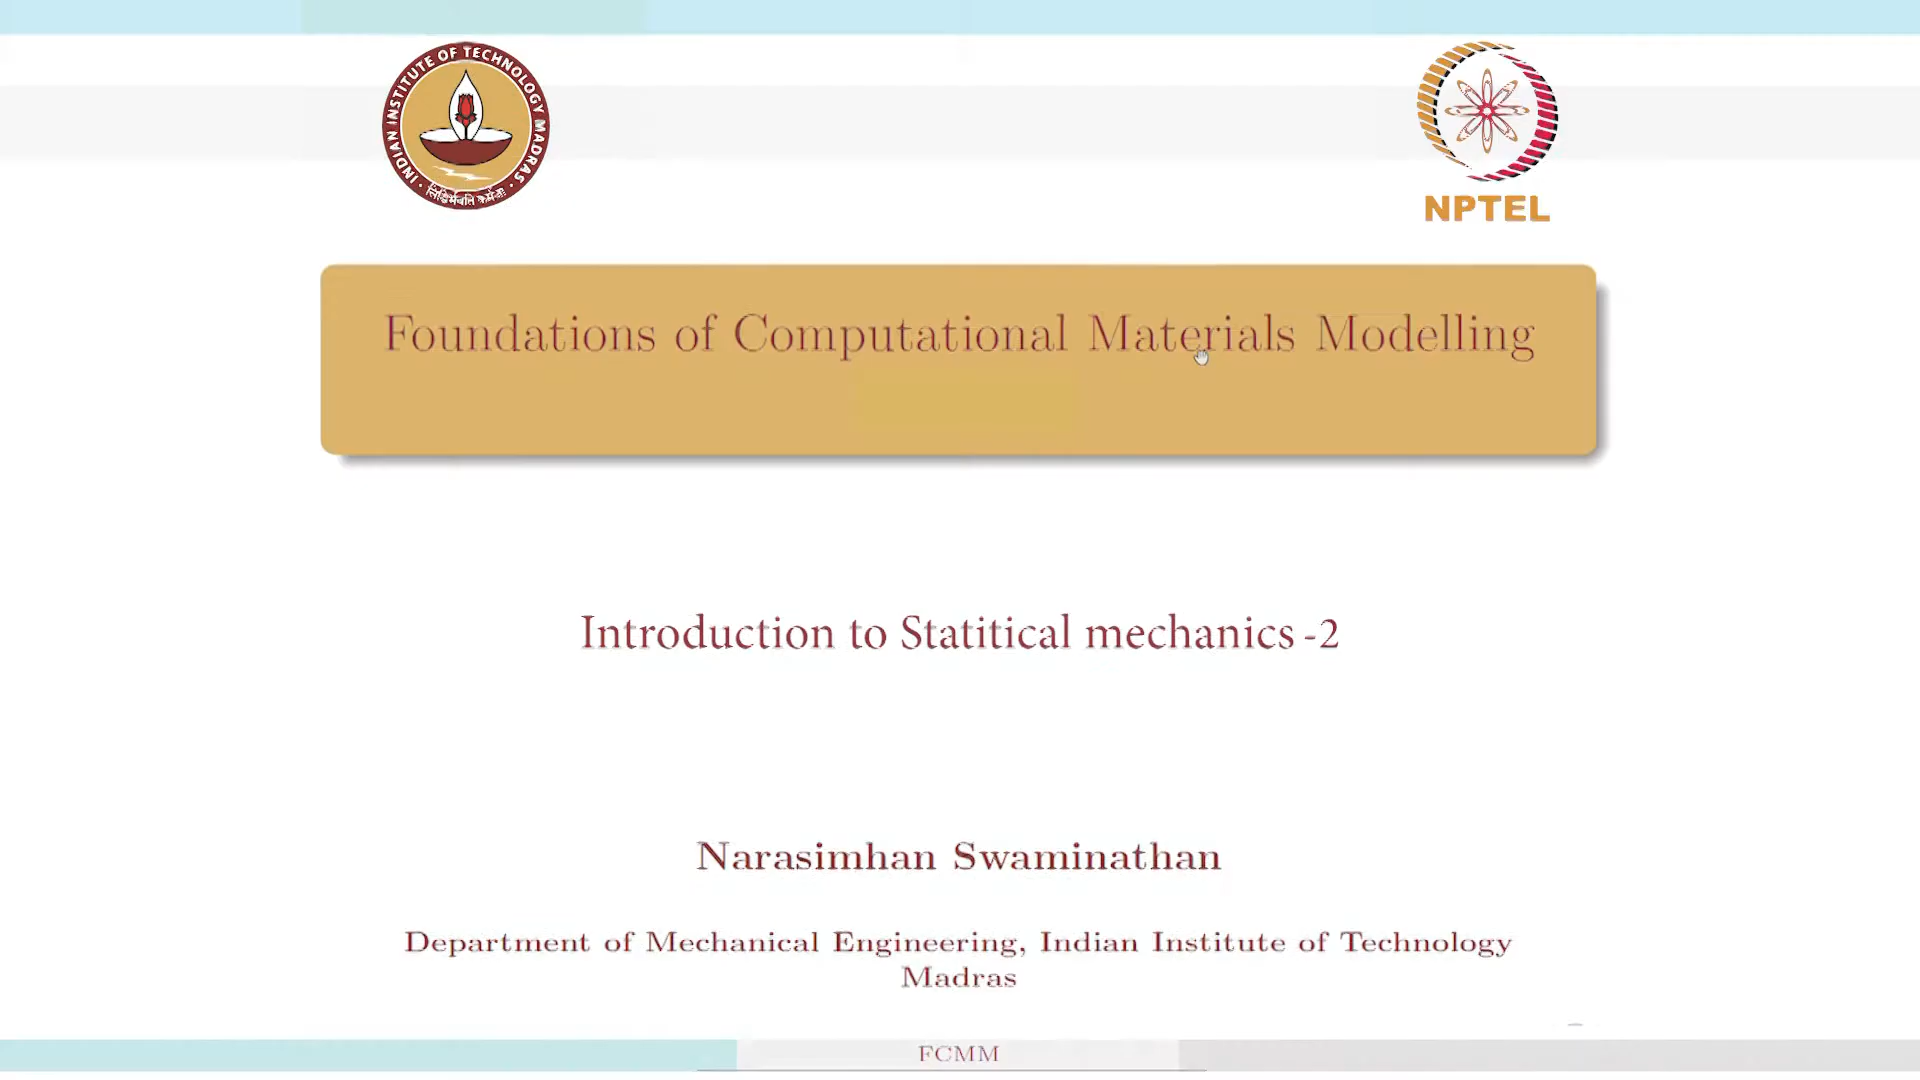 INDIAN INSTITUTE OF TECHNOLOGY MADRAS
NPTEL
Foundations of Computational Materials Modelling
Introduction to Statitical mechanics -2
Narasimhan Swaminathan
Department of Mechanical Engineering, Indian Institute of Technology
Madras
FCMM